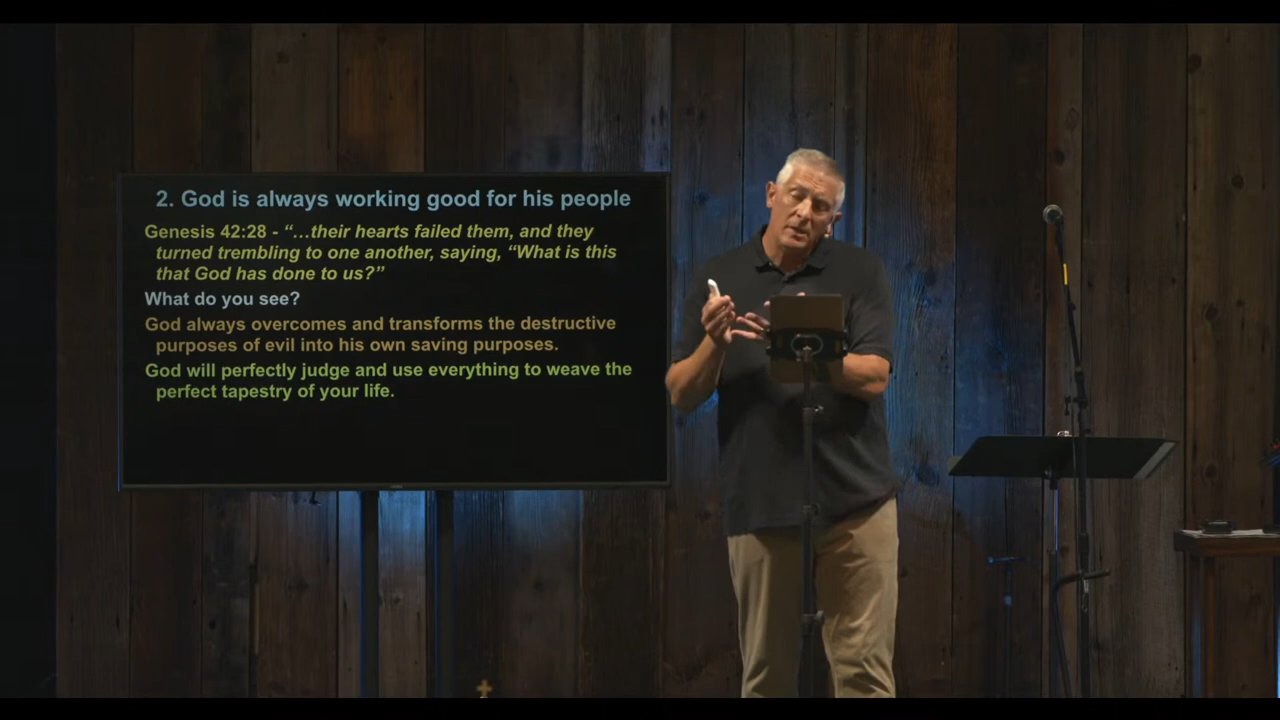 2. God is always working good for his people
Genesis 42:28 - “…their hearts failed them, and they
turned trembling to one another, saying, “What is this
that God has done to us?”
What do you see?
God always overcomes and transforms the destructive
purposes of evil into his own saving purposes.
God will perfectly judge and use everything to weave the
perfect tapestry of your life.